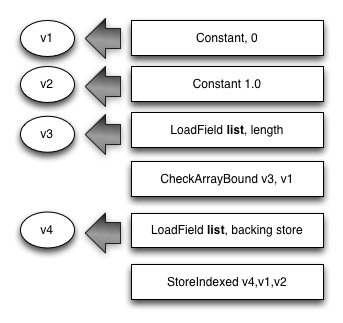 v1 Constant, 0
v2 Constant 1.0
v3 LoadField list, length
CheckArrayBound v3, v1
v4 LoadField list, backing store
StoreIndexed v4,v1,v2